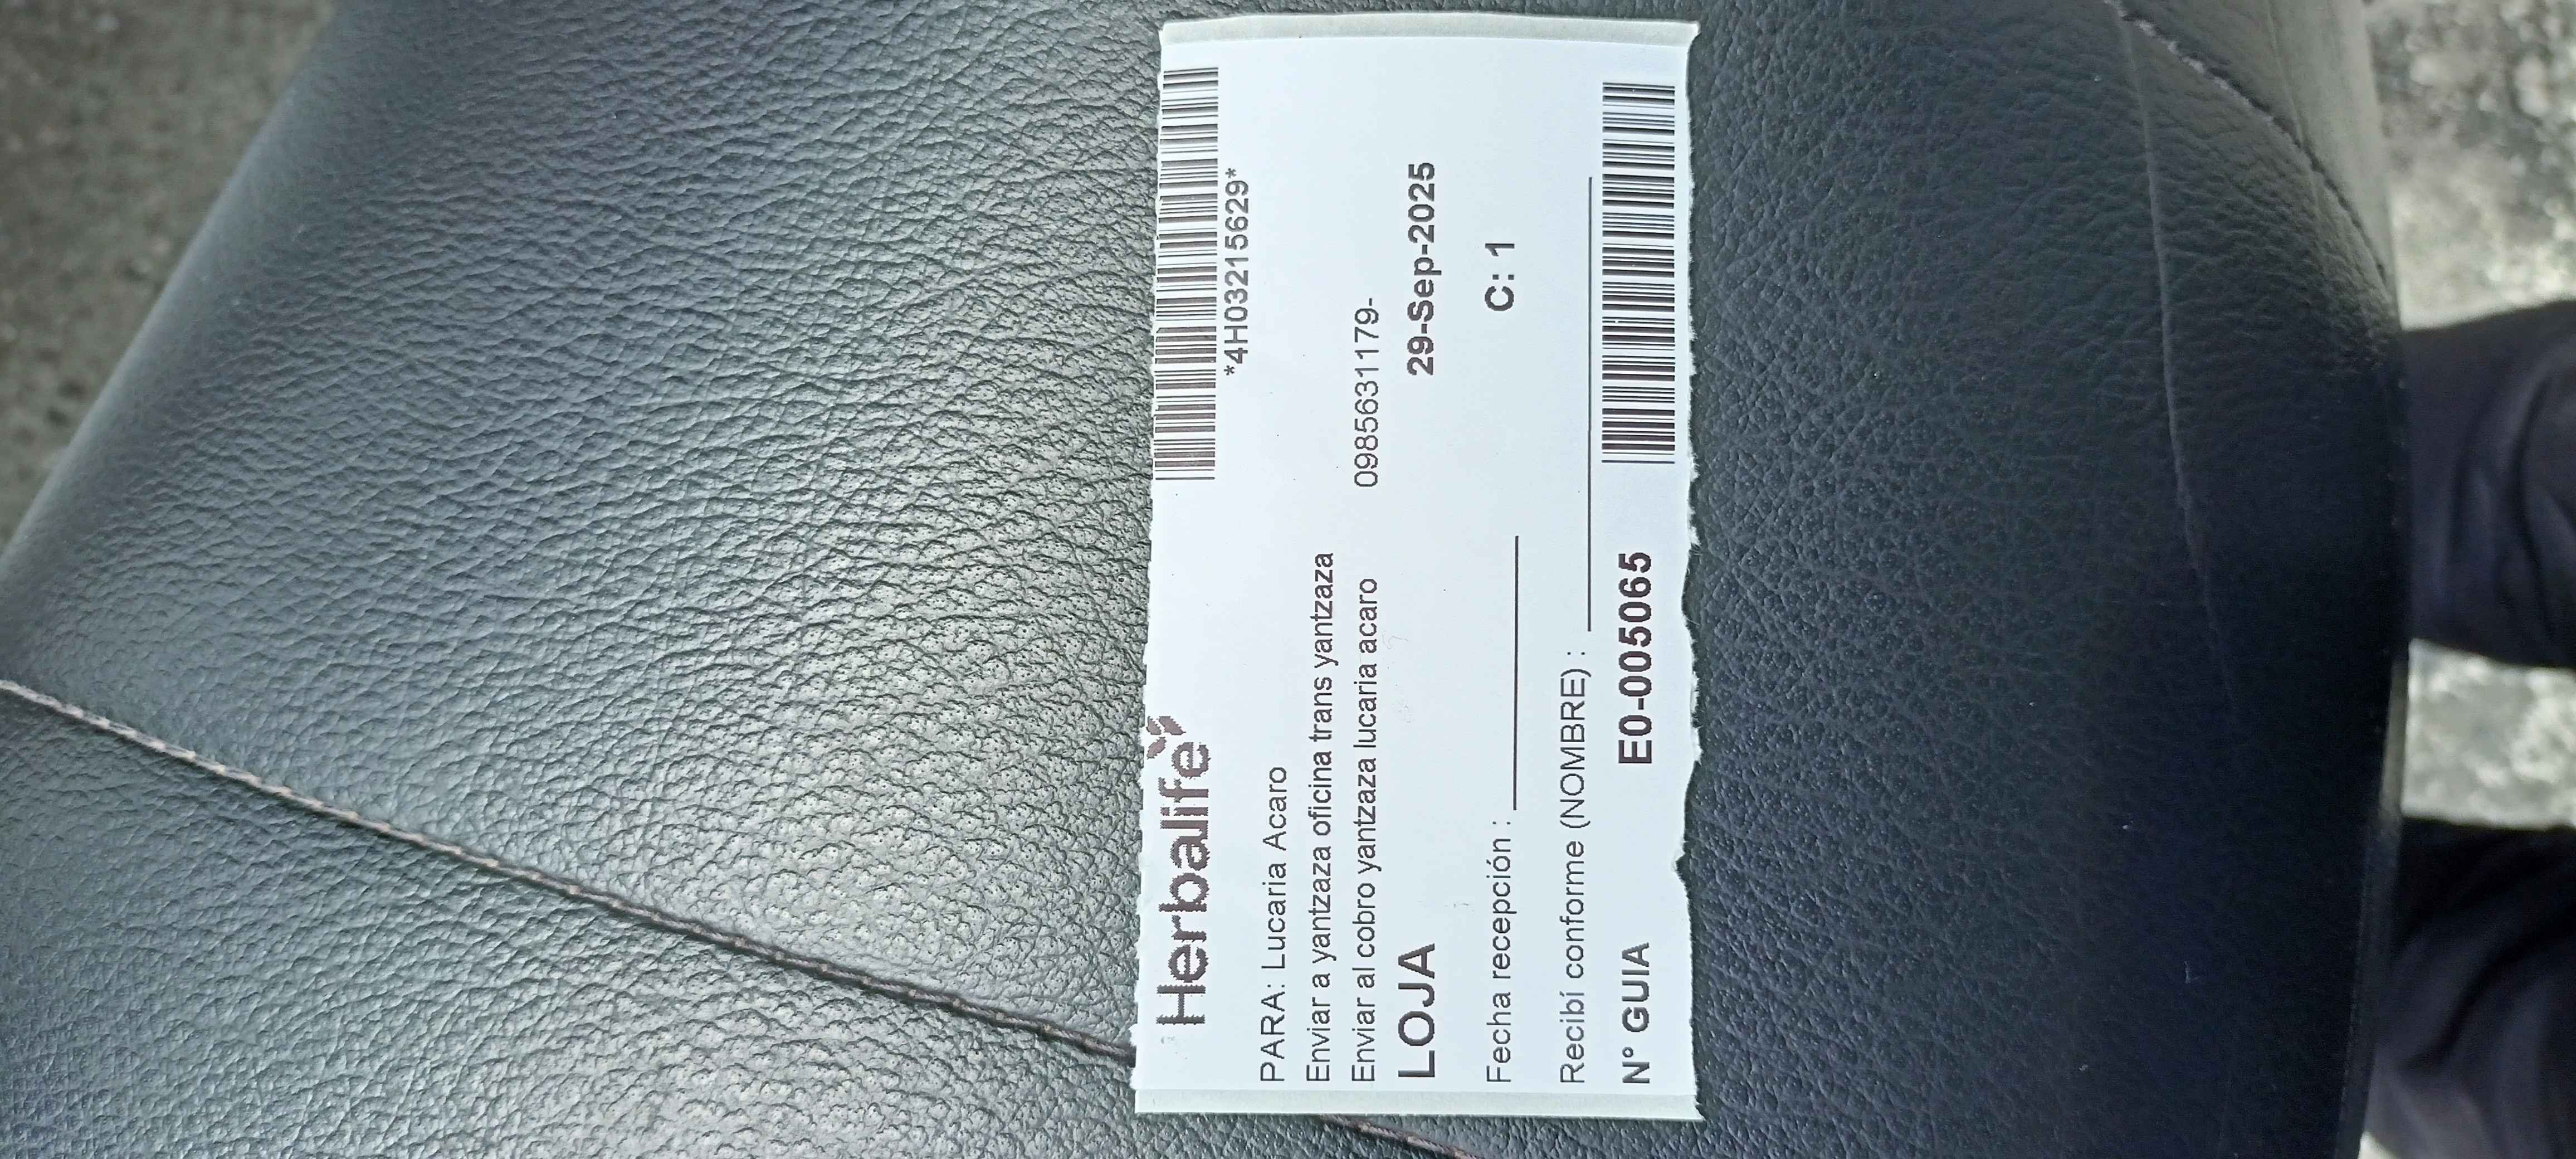 Herbalife
*4H03215629*
PARA: Lucaria Acaro
Enviar a yantzaza oficina trans yantzaza
Enviar al cobro yantzaza lucaria acaro 0985631179-
LOJA 29-Sep-2025
Fecha recepción : C: 1
Recibí conforme (NOMBRE) :
N° GUIA E0-005065